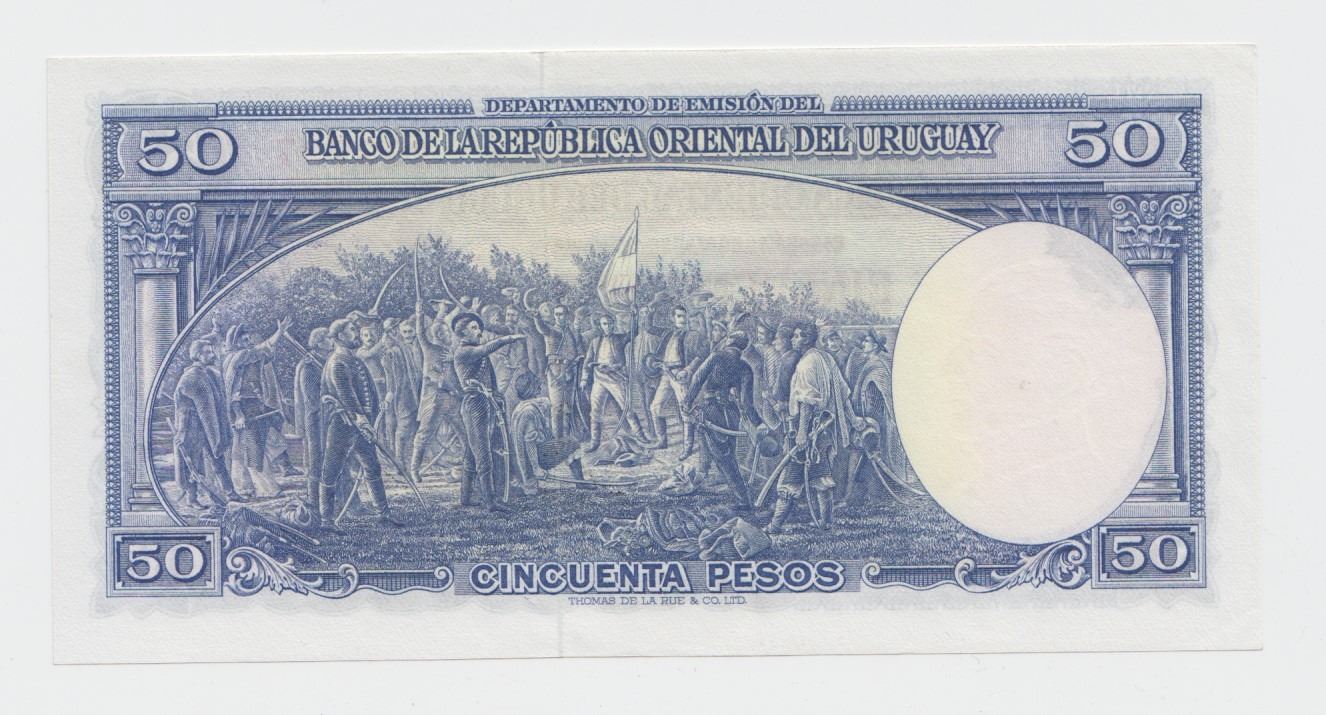 DEPARTAMENTO DE EMISIÓN DEL
50 BANCO DE LA REPÚBLICA ORIENTAL DEL URUGUAY 50
50 CINCUENTA PESOS 50
THOMAS DE LA RUE & CO. LTD.